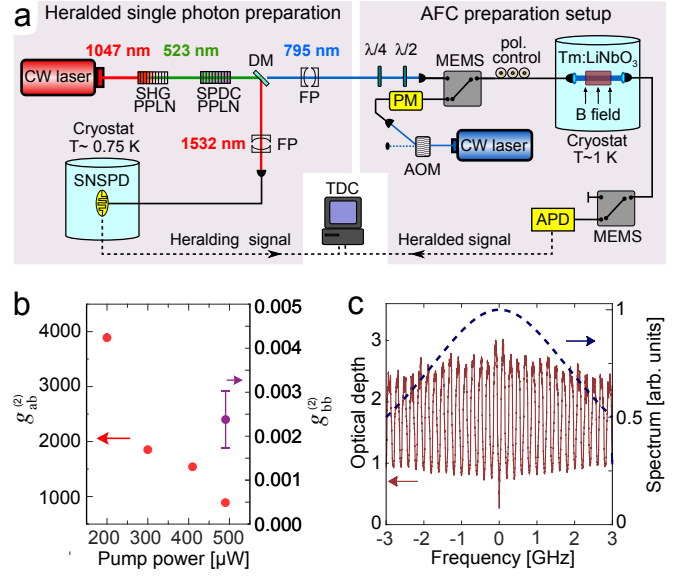 a
Heralded single photon preparation
AFC preparation setup
1047 nm
523 nm
DM
795 nm
λ/4
λ/2
MEMS
pol.
control
Tm:LiNbO3
CW laser
SHG
PPLN
SPDC
PPLN
FP
PM
B field
Cryostat
T~1 K
1532 nm
FP
AOM
CW laser
Cryostat
T~ 0.75 K
SNSPD
TDC
APD
MEMS
Heralding signal
Heralded signal
b
4000
3000
2000
1000
g_ab^(2)
0.005
0.004
0.003
0.002
0.001
0.000
g_bb^(2)
200
300
400
500
Pump power [µW]
c
3
2
1
0
Optical depth
1
0.5
0
Spectrum [arb. units]
-3
-2
-1
0
1
2
3
Frequency [GHz]